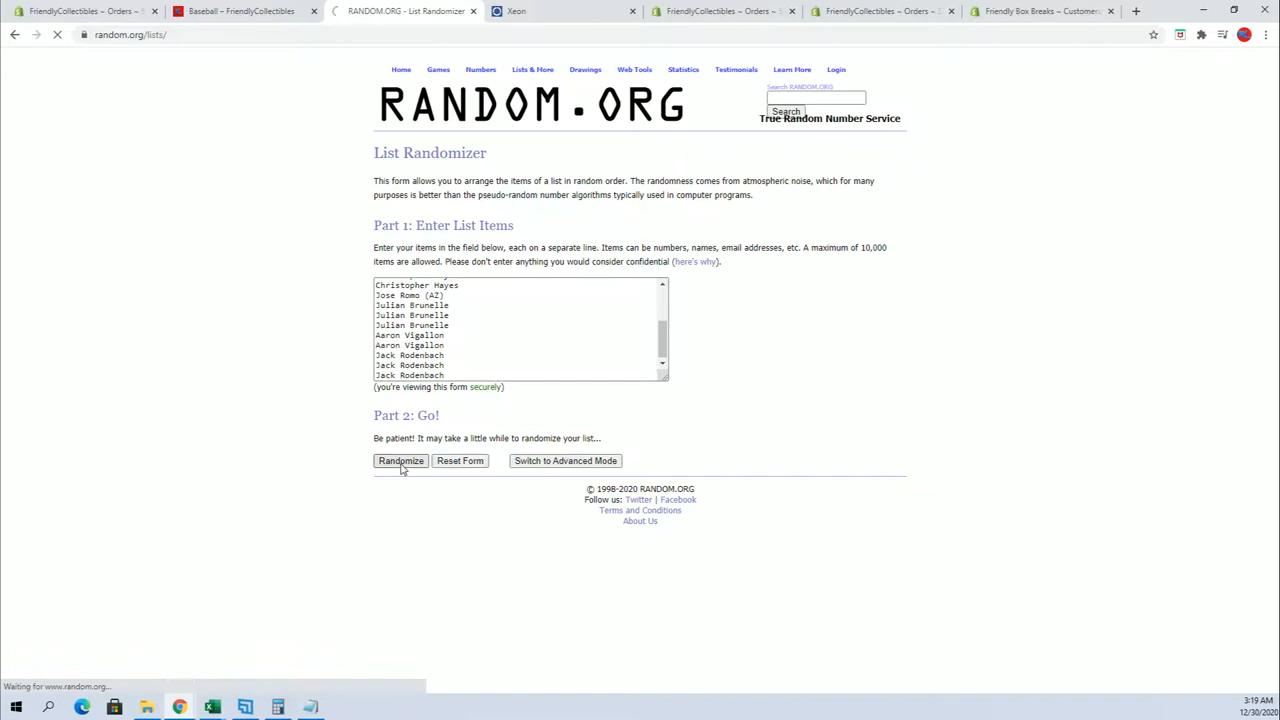 FriendlyCollectibles ~ Orders ~ S
Baseball – FriendlyCollectibles
RANDOM.ORG - List Randomizer
Xeon
FriendlyCollectibles ~ Orders ~ S
FriendlyCollectibles ~ Orders ~ S
Friendly Box Breaks ~ Customers
random.org/lists/
Home Games Numbers Lists & More Drawings Web Tools Statistics Testimonials Learn More Login
RANDOM.ORG
Search RANDOM.ORG
Search
True Random Number Service
List Randomizer
This form allows you to arrange the items of a list in random order. The randomness comes from atmospheric noise, which for many
purposes is better than the pseudo-random number algorithms typically used in computer programs.
Part 1: Enter List Items
Enter your items in the field below, each on a separate line. Items can be numbers, names, email addresses, etc. A maximum of 10,000
items are allowed. Please don't enter anything you would consider confidential (here's why).
Christopher Hayes
Jose Romo (AZ)
Julian Brunelle
Julian Brunelle
Julian Brunelle
Aaron Vigallon
Aaron Vigallon
Jack Rodenbach
Jack Rodenbach
Jack Rodenbach
(you're viewing this form securely)
Part 2: Go!
Be patient! It may take a little while to randomize your list...
Randomize Reset Form Switch to Advanced Mode
© 1998-2020 RANDOM.ORG
Follow us: Twitter | Facebook
Terms and Conditions
About Us
Waiting for www.random.org...
3:19 AM
12/30/2020